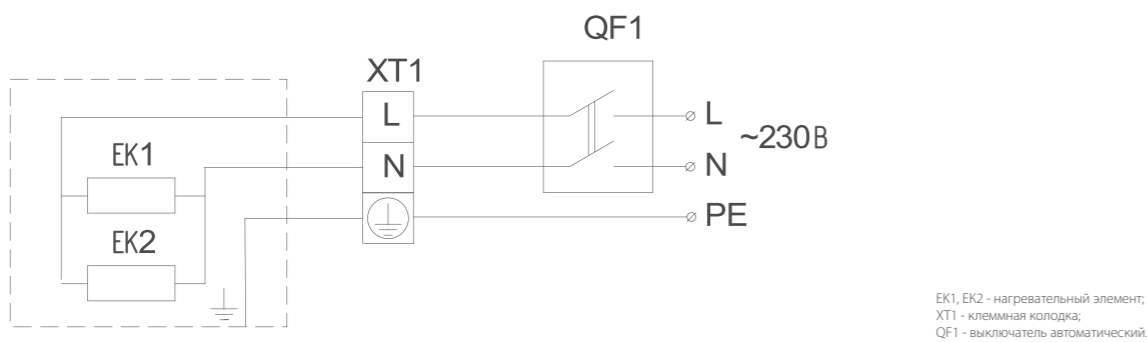 QF1
XT1
L
L
~230В
EK1
N
N
PE
EK2
EK1, EK2 - нагревательный элемент;
XT1 - клеммная колодка;
QF1 - выключатель автоматический.